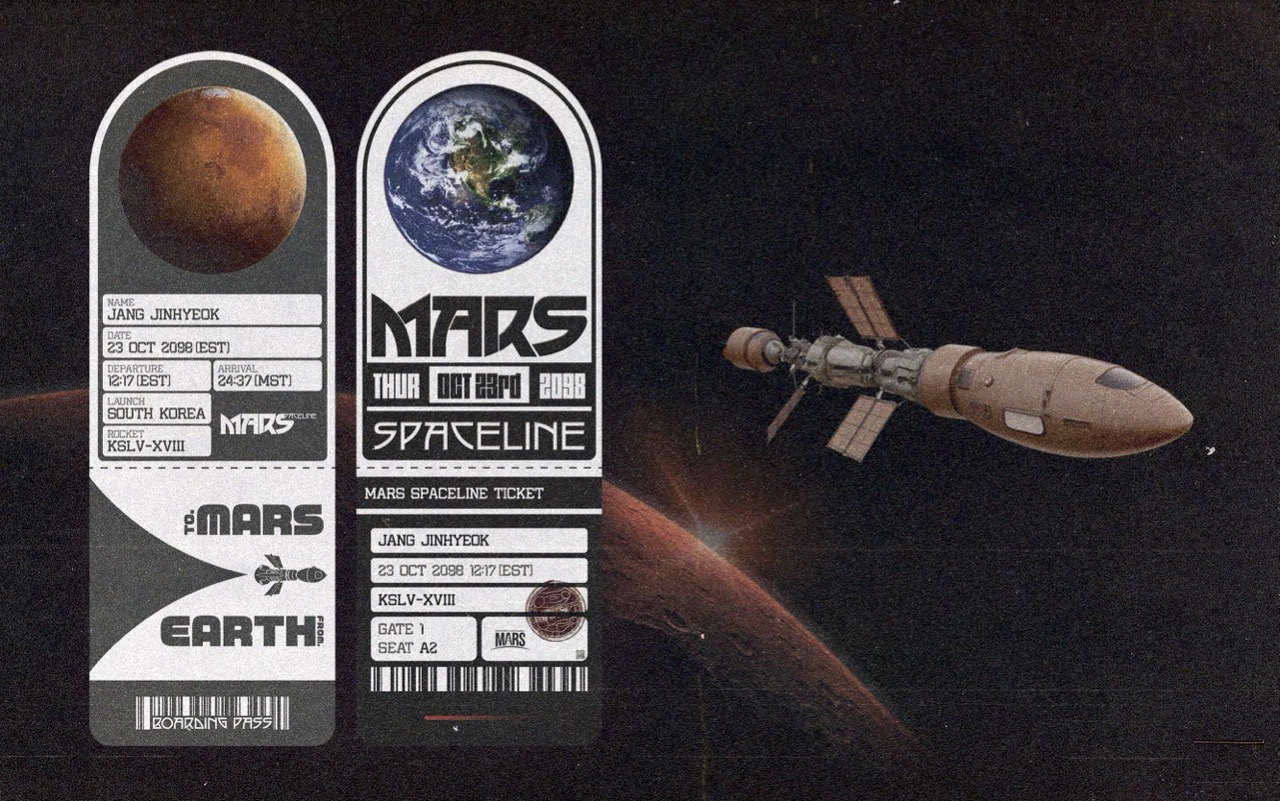 NAME
JANG JINHYEOK
DATE
23 OCT 2098 (EST)
DEPARTURE
12:17 (EST)
ARRIVAL
24:37 (MST)
LAUNCH
SOUTH KOREA
ROCKET
KSLV-XVIII
MARS SPACELINE
TO. MARS
EARTH FROM.
BOARDING PASS
MARS
THUR OCT 23rd 2098
SPACELINE
MARS SPACELINE TICKET
JANG JINHYEOK
23 OCT 2098 12:17 (EST)
KSLV-XVIII
GATE 1
SEAT A2
MARS